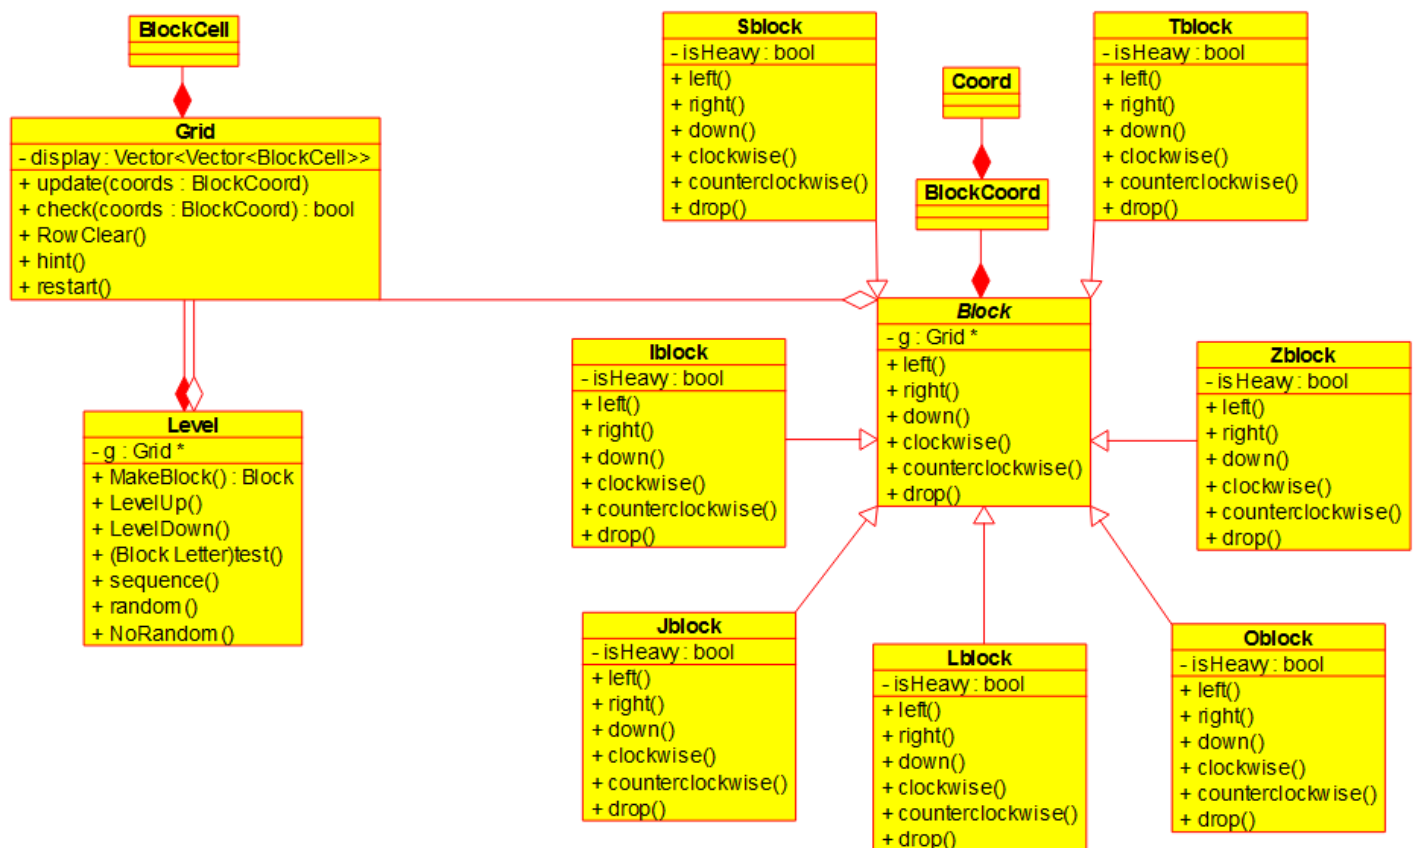 BlockCell
Grid
- display : Vector<Vector<BlockCell>>
+ update(coords : BlockCoord)
+ check(coords : BlockCoord) : bool
+ RowClear()
+ hint()
+ restart()
Level
- g : Grid *
+ MakeBlock() : Block
+ LevelUp()
+ LevelDown()
+ (Block Letter)test()
+ sequence()
+ random()
+ NoRandom()
Sblock
- isHeavy : bool
+ left()
+ right()
+ down()
+ clockwise()
+ counterclockwise()
+ drop()
Coord
BlockCoord
Tblock
- isHeavy : bool
+ left()
+ right()
+ down()
+ clockwise()
+ counterclockwise()
+ drop()
Iblock
- isHeavy : bool
+ left()
+ right()
+ down()
+ clockwise()
+ counterclockwise()
+ drop()
Block
- g : Grid *
+ left()
+ right()
+ down()
+ clockwise()
+ counterclockwise()
+ drop()
Zblock
- isHeavy : bool
+ left()
+ right()
+ down()
+ clockwise()
+ counterclockwise()
+ drop()
Jblock
- isHeavy : bool
+ left()
+ right()
+ down()
+ clockwise()
+ counterclockwise()
+ drop()
Lblock
- isHeavy : bool
+ left()
+ right()
+ down()
+ clockwise()
+ counterclockwise()
+ drop()
Oblock
- isHeavy : bool
+ left()
+ right()
+ down()
+ clockwise()
+ counterclockwise()
+ drop()